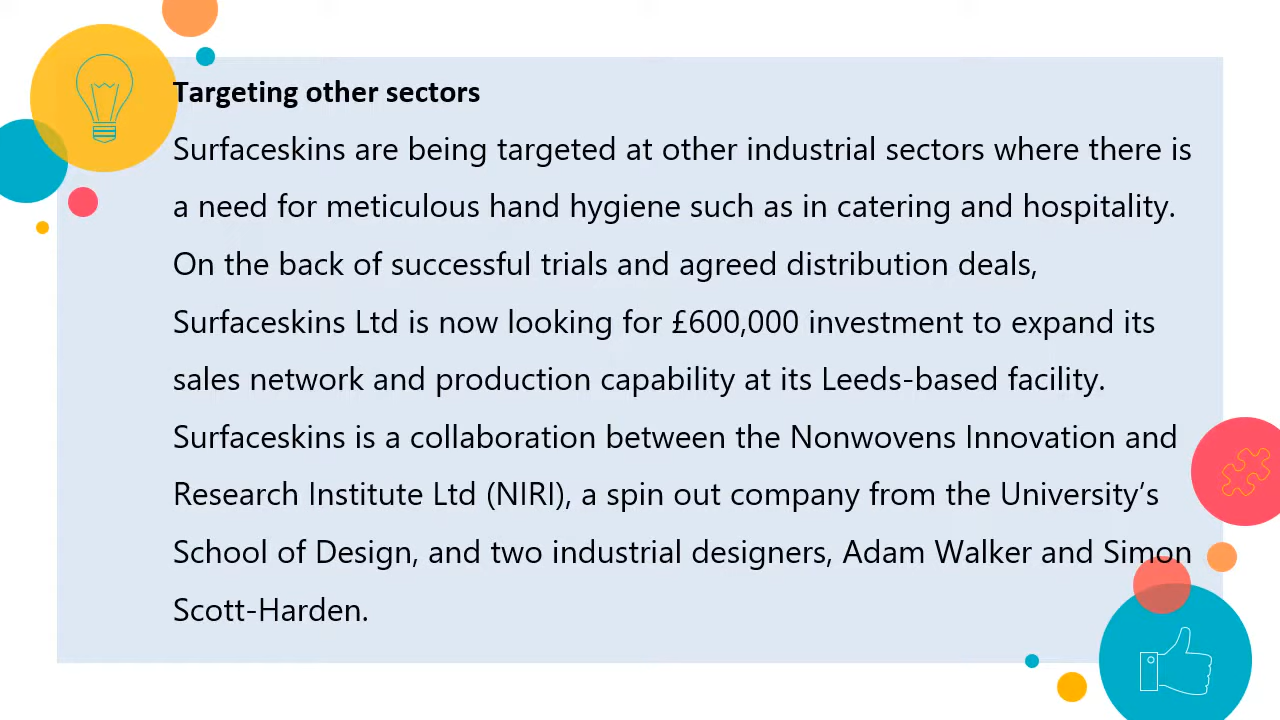 Targeting other sectors
Surfaceskins are being targeted at other industrial sectors where there is
a need for meticulous hand hygiene such as in catering and hospitality.
On the back of successful trials and agreed distribution deals,
Surfaceskins Ltd is now looking for £600,000 investment to expand its
sales network and production capability at its Leeds-based facility.
Surfaceskins is a collaboration between the Nonwovens Innovation and
Research Institute Ltd (NIRI), a spin out company from the University’s
School of Design, and two industrial designers, Adam Walker and Simon
Scott-Harden.